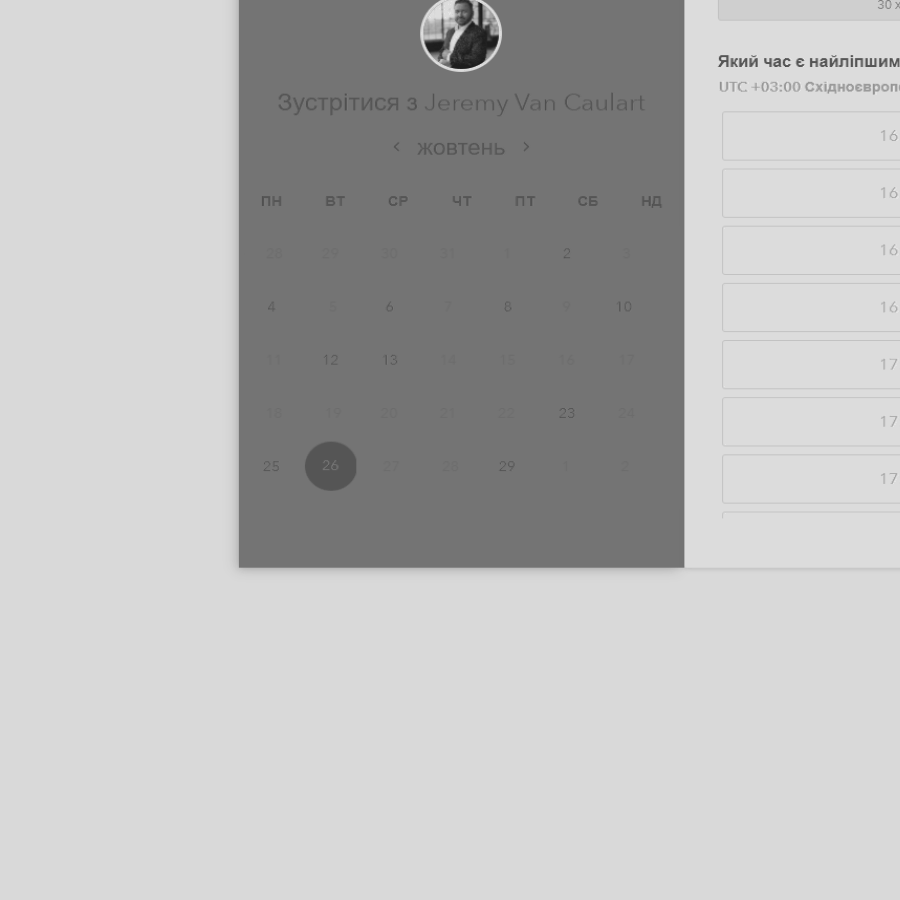 Зустрітися з Jeremy Van Caulart
жовтень
ПН ВТ СР ЧТ ПТ СБ НД
28 29 30 31 1 2 3
4 5 6 7 8 9 10
11 12 13 14 15 16 17
18 19 20 21 22 23 24
25 26 27 28 29 1 2
30 х
Який час є найліпшим
UTC +03:00
16
16
16
16
17
17
17